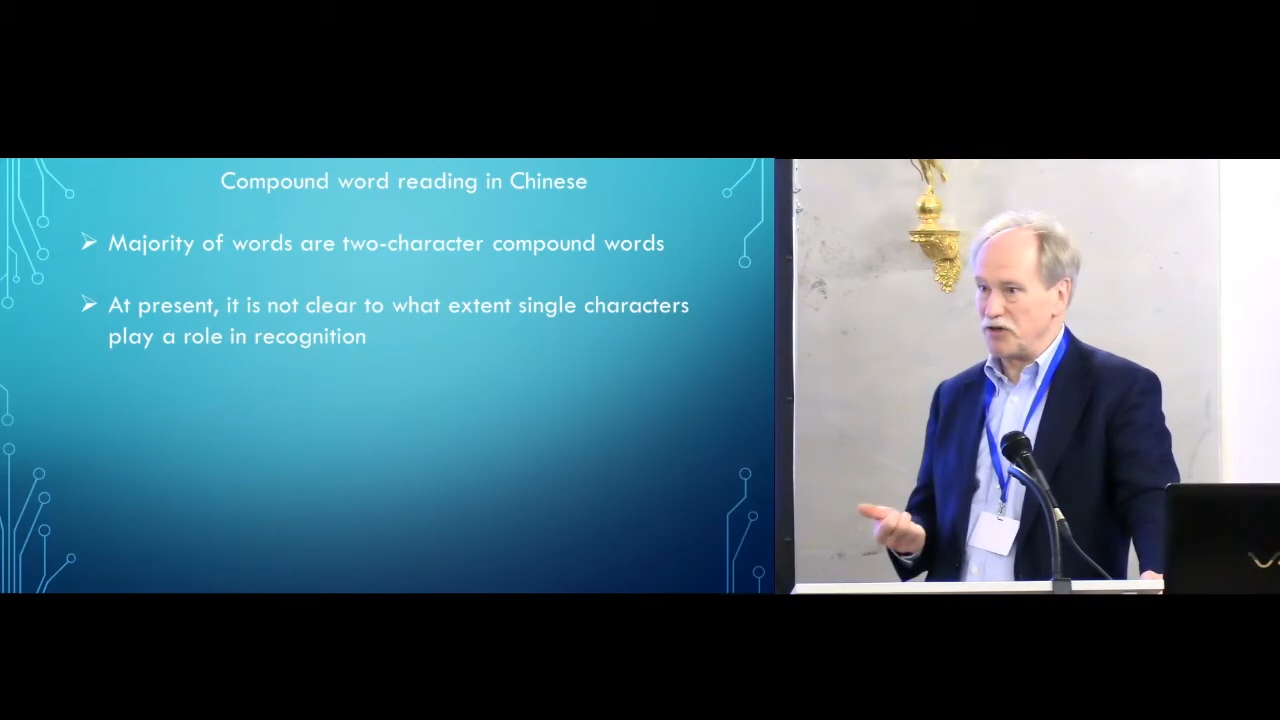 Compound word reading in Chinese
Majority of words are two-character compound words
At present, it is not clear to what extent single characters
play a role in recognition